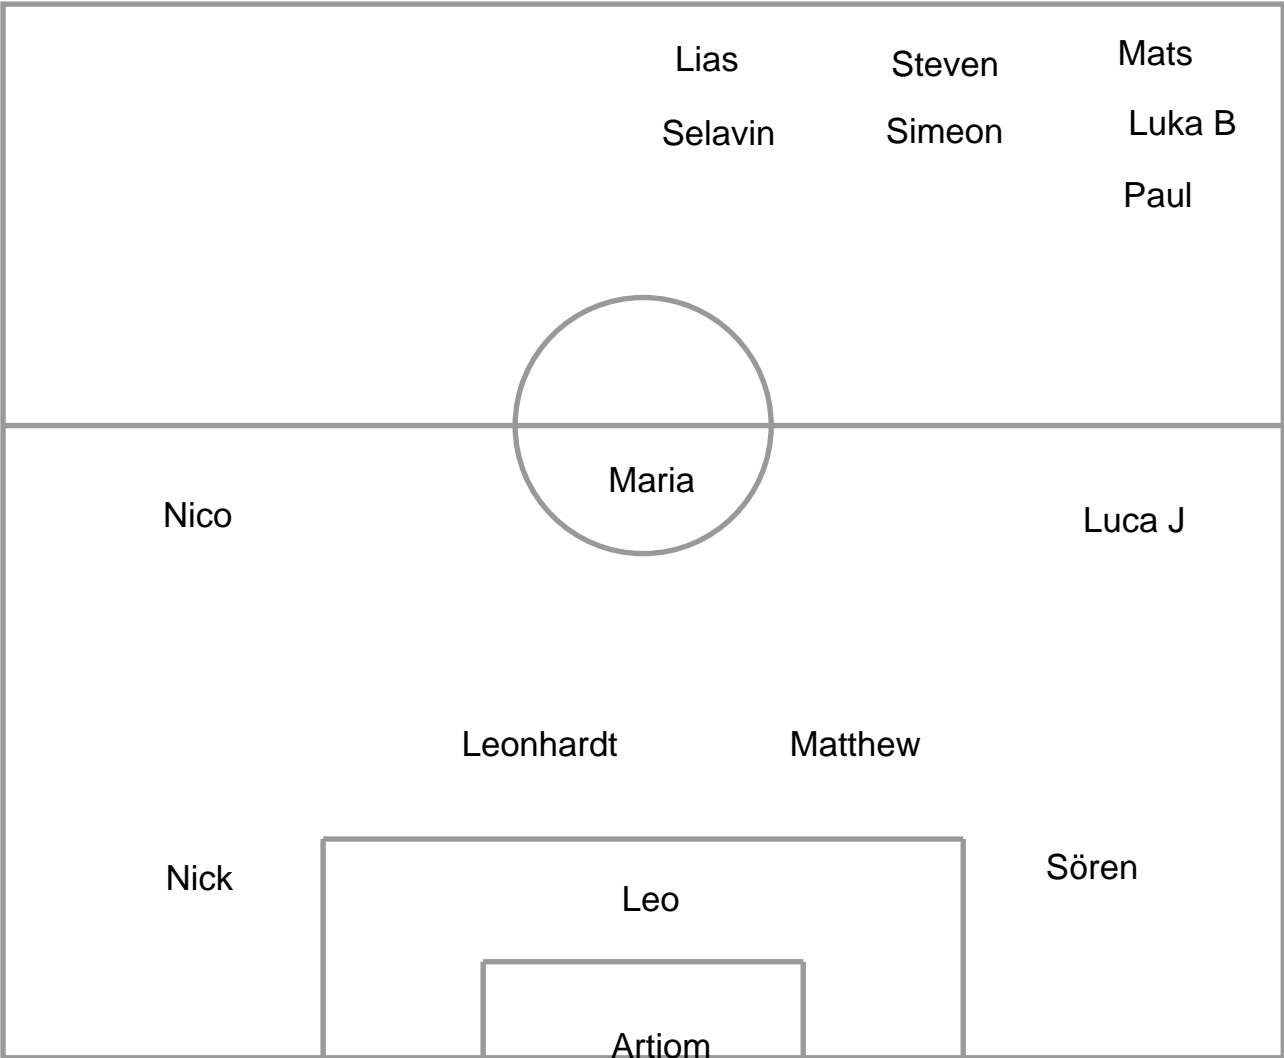 Lias Steven Mats
Selavin Simeon Luka B
Paul
Maria
Nico Luca J
Leonhardt Matthew
Nick Sören
Leo
Artiom